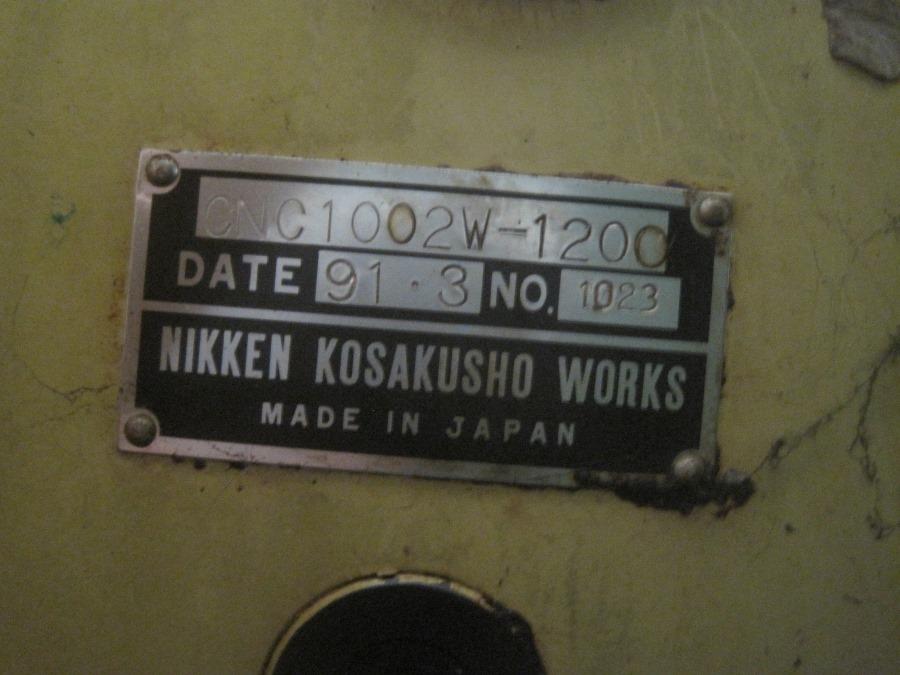 CNC1002W-1200
DATE 91·3 NO. 1023
NIKKEN KOSAKUSHO WORKS
MADE IN JAPAN